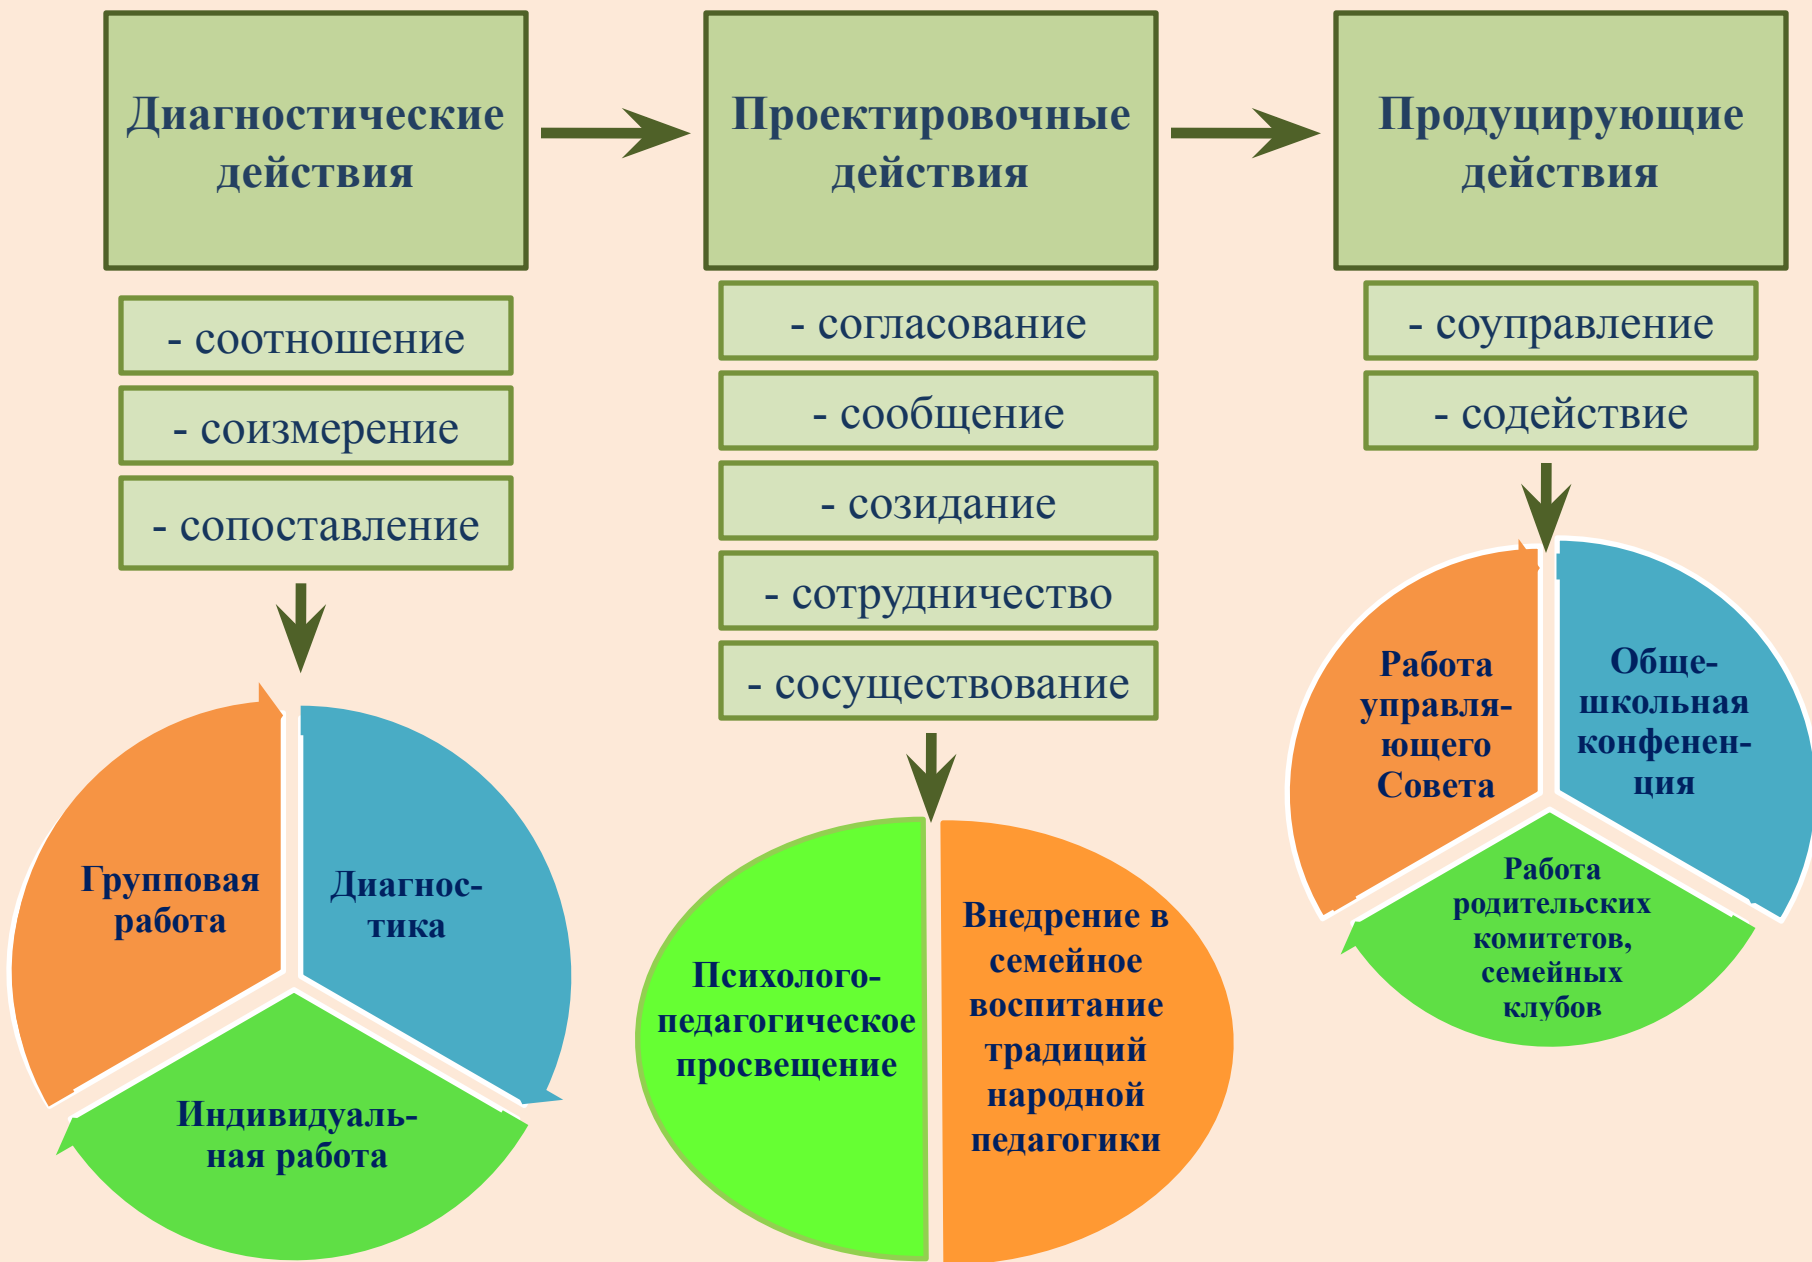 Диагностические
действия
- соотношение
- соизмерение
- сопоставление
Групповая
работа
Диагнос-
тика
Индивидуаль-
ная работа
Проектировочные
действия
- согласование
- сообщение
- созидание
- сотрудничество
- сосуществование
Психолого-
педагогическое
просвещение
Внедрение в
семейное
воспитание
традиций
народной
педагогики
Продуцирующие
действия
- соуправление
- содействие
Работа
управля-
ющего
Совета
Обще-
школьная
конфенен-
ция
Работа
родительских
комитетов,
семейных
клубов